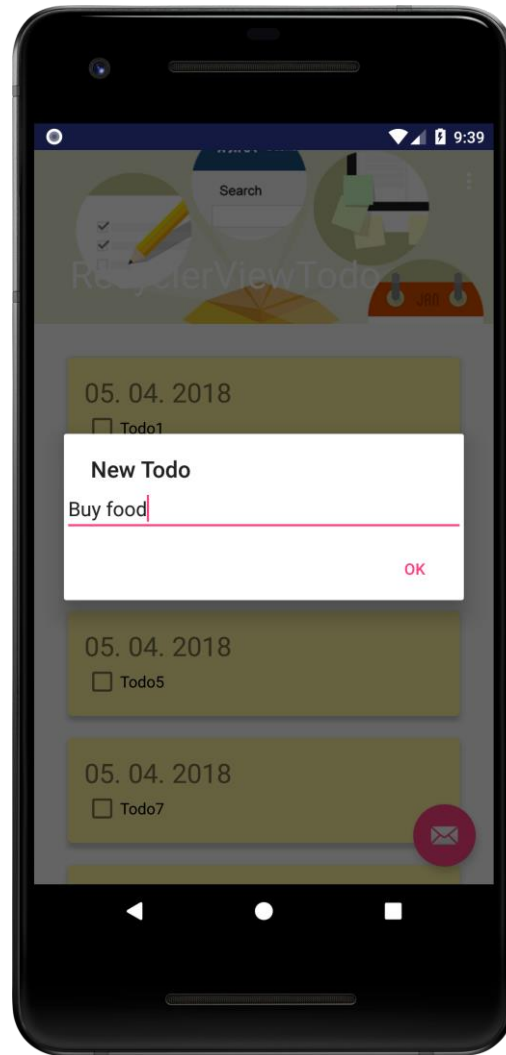 9:39
Search
RecyclerViewTodo
JAN
05. 04. 2018
Todo1
New Todo
Buy food
OK
05. 04. 2018
Todo5
05. 04. 2018
Todo7